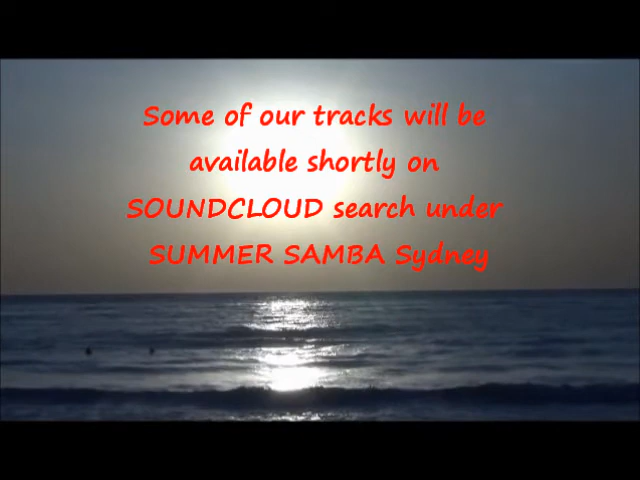 Some of our tracks will be
available shortly on
SOUNDCLOUD search under
SUMMER SAMBA Sydney